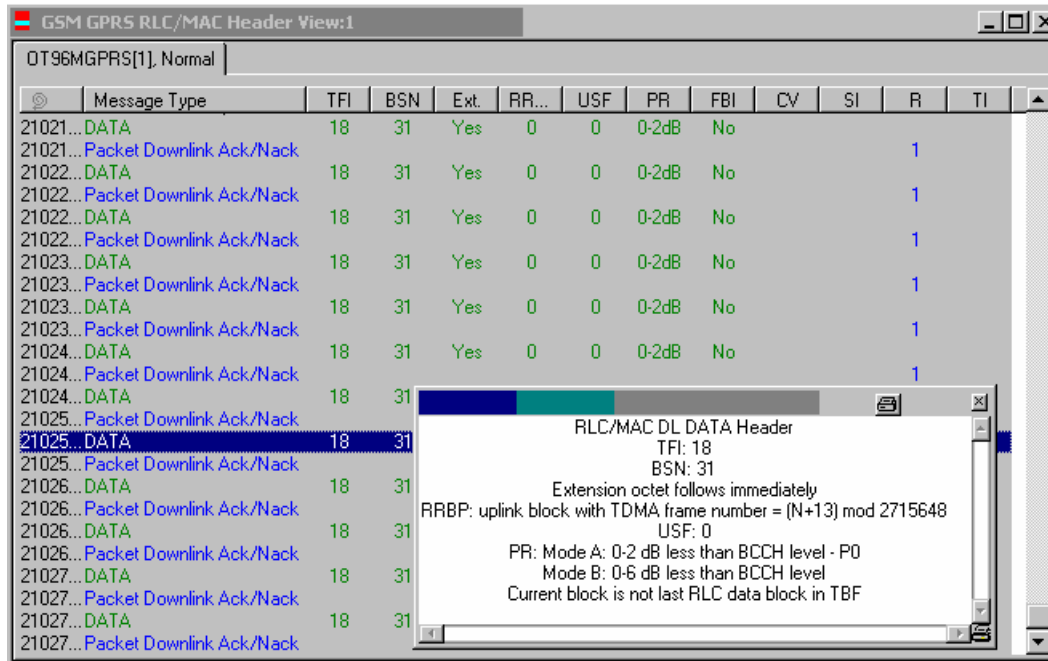 GSM GPRS RLC/MAC Header View:1
OT96MGPRS[1], Normal
Message Type TFI BSN Ext. RR... USF PR FBI CV SI R TI
21021... DATA 18 31 Yes 0 0 0-2dB No
21021... Packet Downlink Ack/Nack 1
21022... DATA 18 31 Yes 0 0 0-2dB No
21022... Packet Downlink Ack/Nack 1
21022... DATA 18 31 Yes 0 0 0-2dB No
21022... Packet Downlink Ack/Nack 1
21023... DATA 18 31 Yes 0 0 0-2dB No
21023... Packet Downlink Ack/Nack 1
21023... DATA 18 31 Yes 0 0 0-2dB No
21023... Packet Downlink Ack/Nack 1
21024... DATA 18 31 Yes 0 0 0-2dB No
21024... Packet Downlink Ack/Nack 1
21024... DATA 18 31
21025... Packet Downlink Ack/Nack
21025... DATA 18 31
21025... Packet Downlink Ack/Nack
21026... DATA 18 31
21026... Packet Downlink Ack/Nack
21026... DATA 18 31
21026... Packet Downlink Ack/Nack
21027... DATA 18 31
21027... Packet Downlink Ack/Nack
21027... DATA 18 31
21027... Packet Downlink Ack/Nack
RLC/MAC DL DATA Header
TFI: 18
BSN: 31
Extension octet follows immediately
RRBP: uplink block with TDMA frame number = (N+13) mod 2715648
USF: 0
PR: Mode A: 0-2 dB less than BCCH level - P0
Mode B: 0-6 dB less than BCCH level
Current block is not last RLC data block in TBF